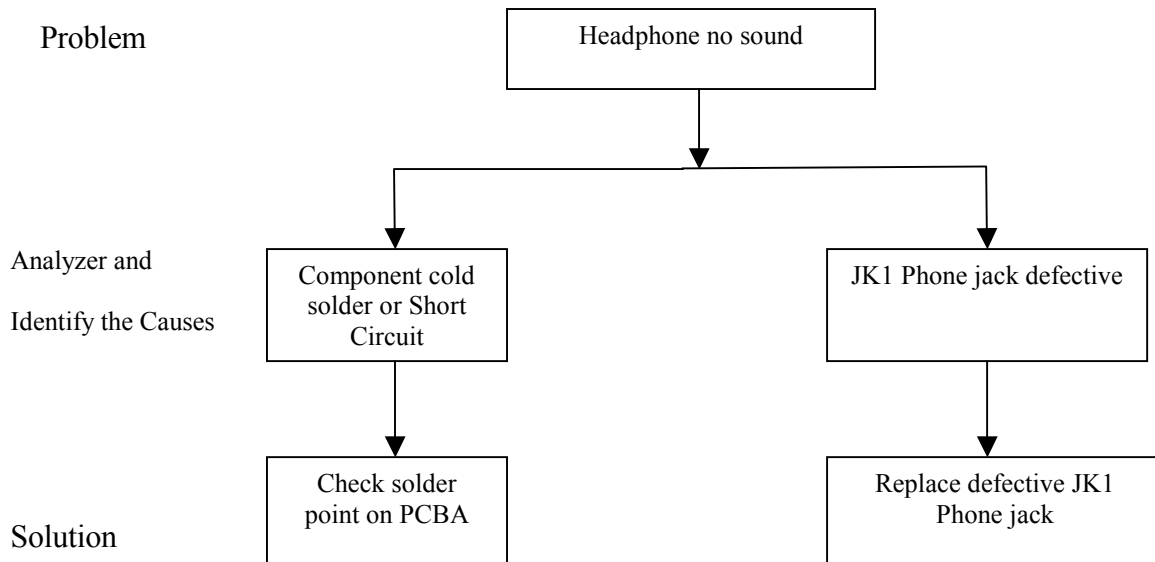 Problem
Headphone no sound
Analyzer and
Identify the Causes
Component cold
solder or Short
Circuit
JK1 Phone jack defective
Solution
Check solder
point on PCBA
Replace defective JK1
Phone jack